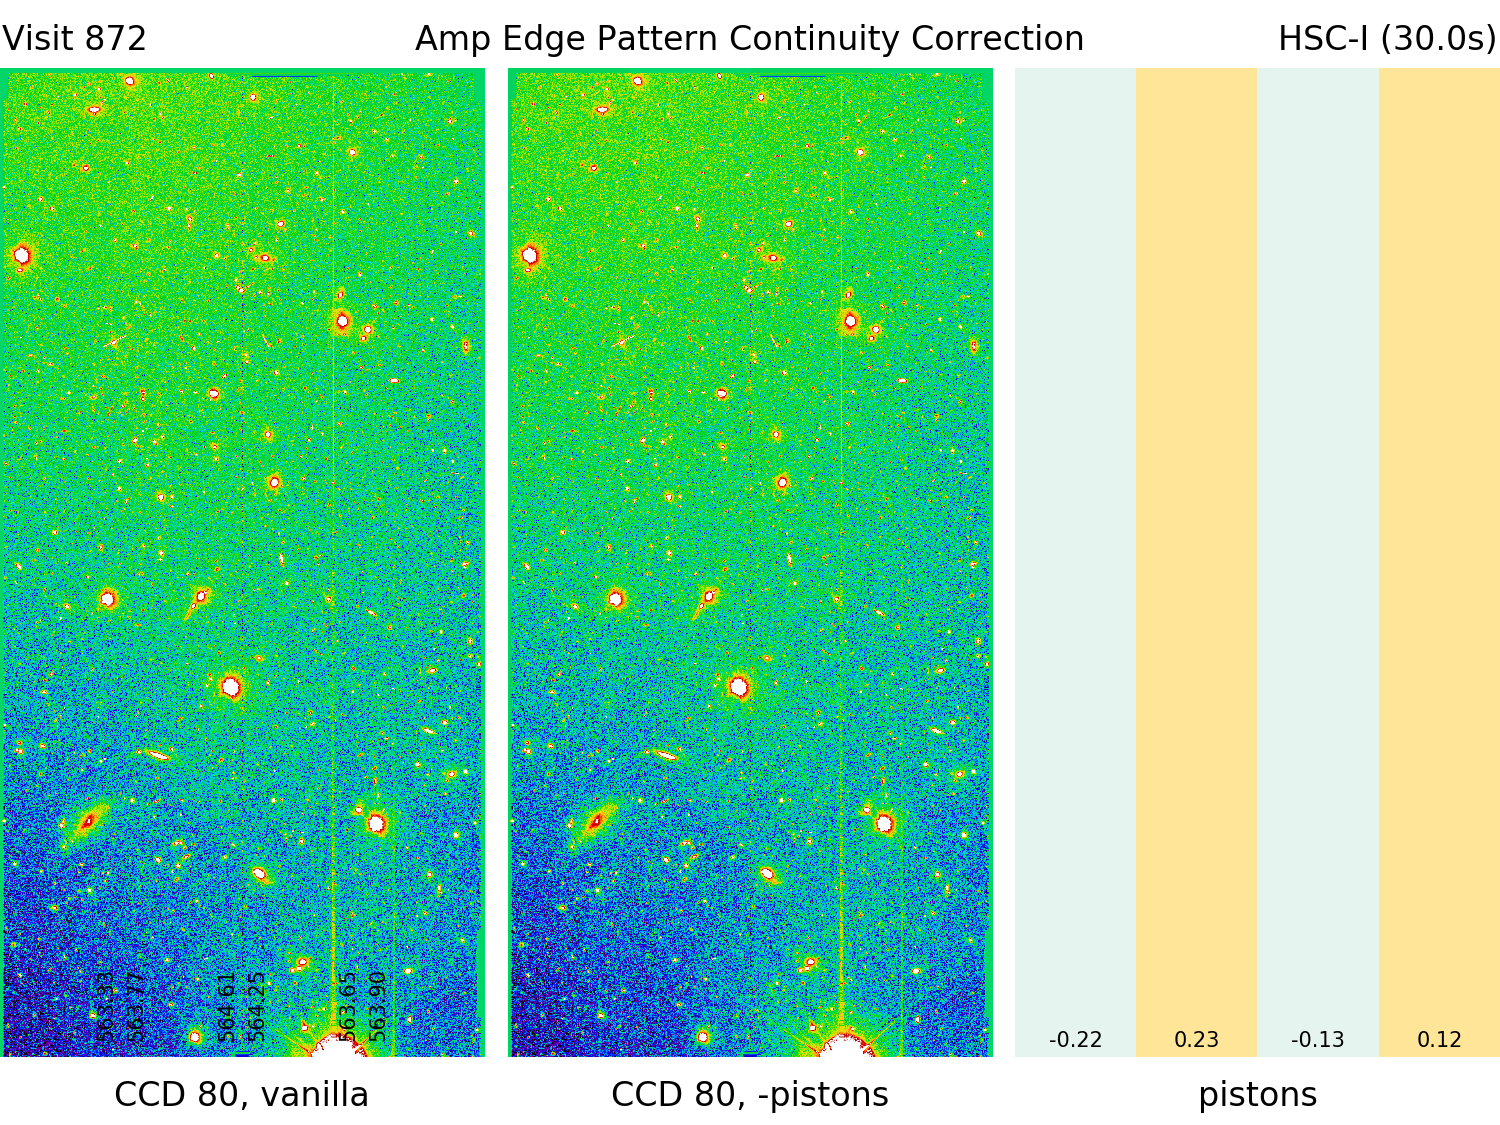 Visit 872 Amp Edge Pattern Continuity Correction HSC-I (30.0s)
563.33 563.77 564.61 564.25 563.65 563.90
-0.22 0.23 -0.13 0.12
CCD 80, vanilla CCD 80, -pistons pistons